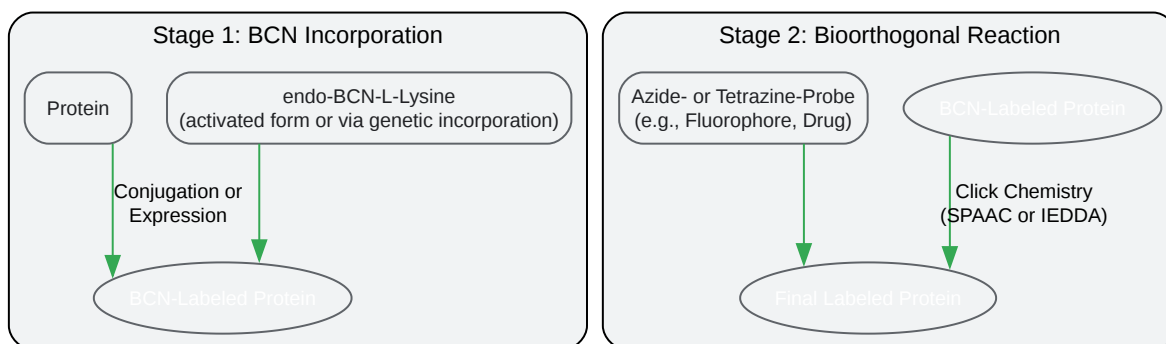 Stage 1: BCN Incorporation
Protein
endo-BCN-L-Lysine
(activated form or via genetic incorporation)
Conjugation or
Expression
BCN-Labeled Protein
Stage 2: Bioorthogonal Reaction
Azide- or Tetrazine-Probe
(e.g., Fluorophore, Drug)
BCN-Labeled Protein
Click Chemistry
(SPAAC or IEDDA)
Final Labeled Protein